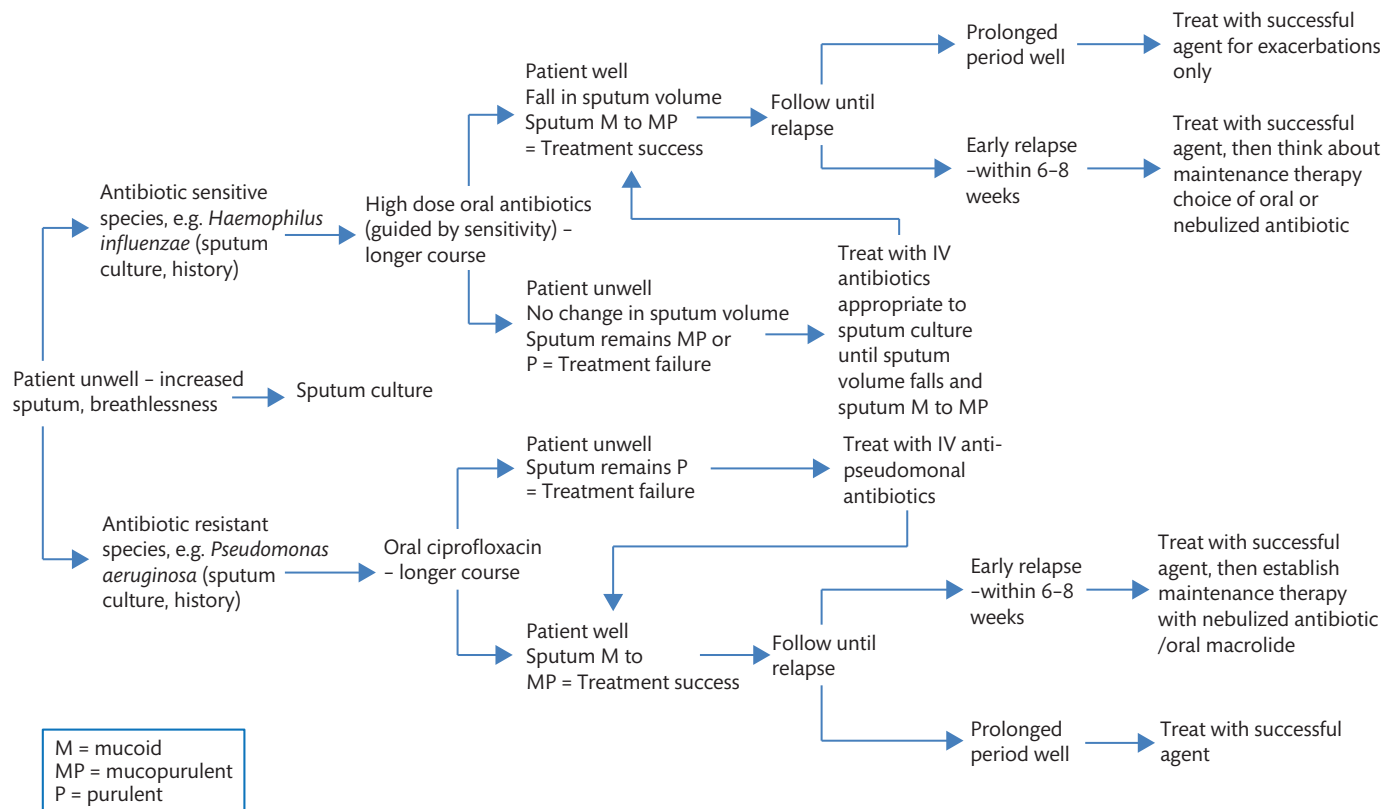 Patient unwell – increased
sputum, breathlessness
Sputum culture
Antibiotic sensitive
species, e.g. Haemophilus
influenzae (sputum
culture, history)
High dose oral antibiotics
(guided by sensitivity) –
longer course
Patient well
Fall in sputum volume
Sputum M to MP
= Treatment success
Follow until
relapse
Prolonged
period well
Treat with successful
agent for exacerbations
only
Early relapse
–within 6–8
weeks
Treat with successful
agent, then think about
maintenance therapy
choice of oral or
nebulized antibiotic
Patient unwell
No change in sputum volume
Sputum remains MP or
P = Treatment failure
Treat with IV
antibiotics
appropriate to
sputum culture
until sputum
volume falls and
sputum M to MP
Antibiotic resistant
species, e.g. Pseudomonas
aeruginosa (sputum
culture, history)
Oral ciprofloxacin
– longer course
Patient unwell
Sputum remains P
= Treatment failure
Treat with IV anti-
pseudomonal
antibiotics
Patient well
Sputum M to
MP = Treatment success
Follow until
relapse
Early relapse
–within 6–8
weeks
Treat with successful
agent, then establish
maintenance therapy
with nebulized antibiotic
/oral macrolide
Prolonged
period well
Treat with successful
agent
M = mucoid
MP = mucopurulent
P = purulent